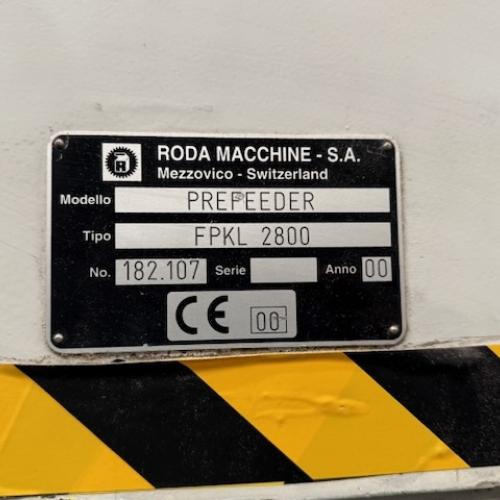 RODA MACCHINE - S.A.
Mezzovico - Switzerland
Modello PREFEEDER
Tipo FPKL 2800
No. 182.107 Serie Anno 00
CE 00